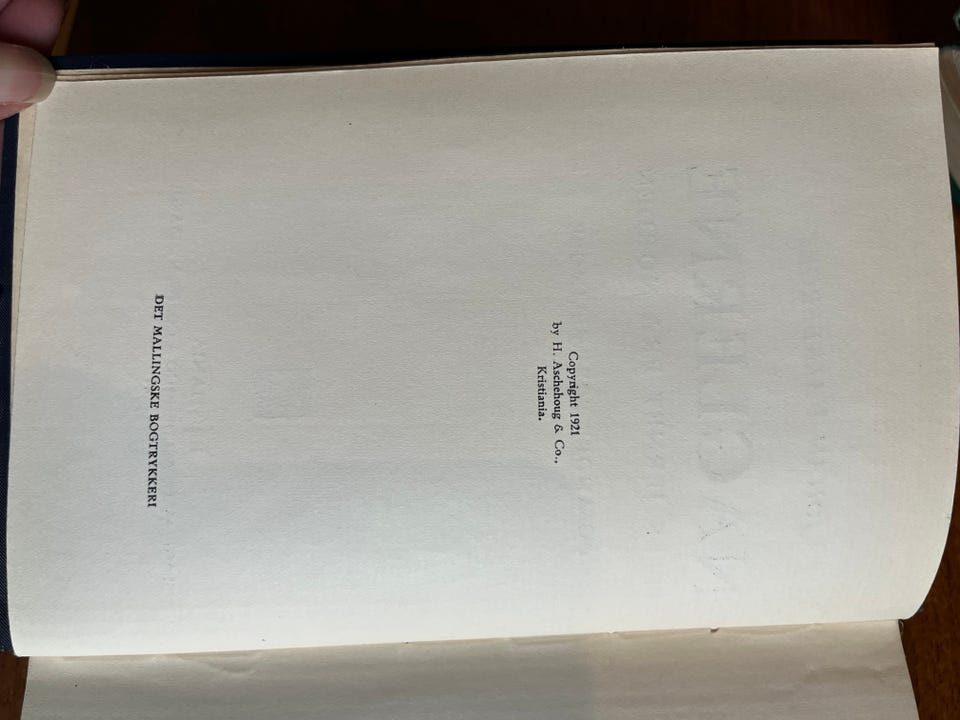 Copyright 1921
by H. Aschehoug & Co.,
Kristiania.
DET MALLINGSKE BOGTRYKKERI